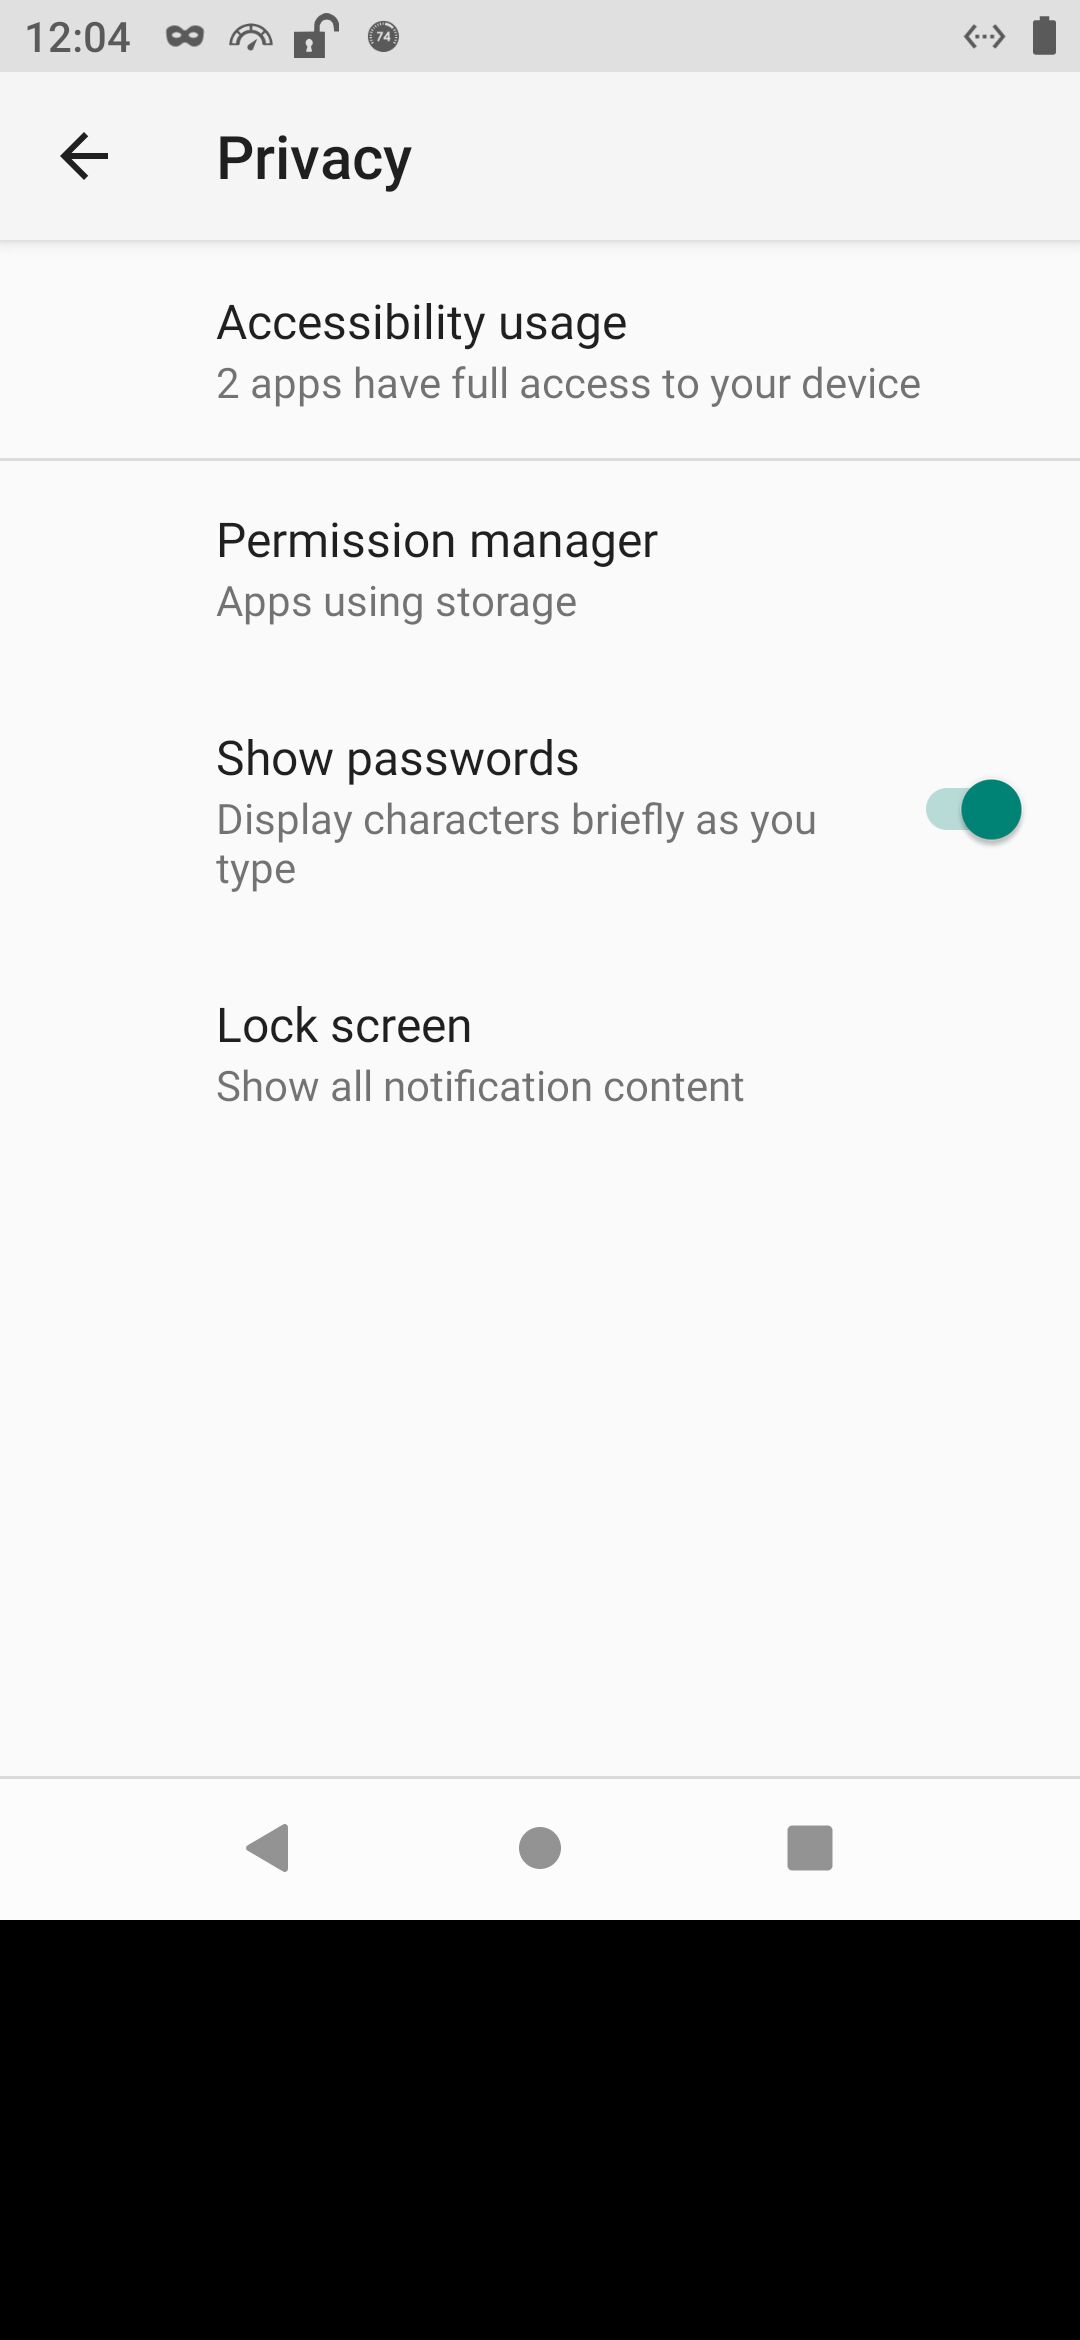 12:04
74
Privacy
Accessibility usage
2 apps have full access to your device
Permission manager
Apps using storage
Show passwords
Display characters briefly as you
type
Lock screen
Show all notification content